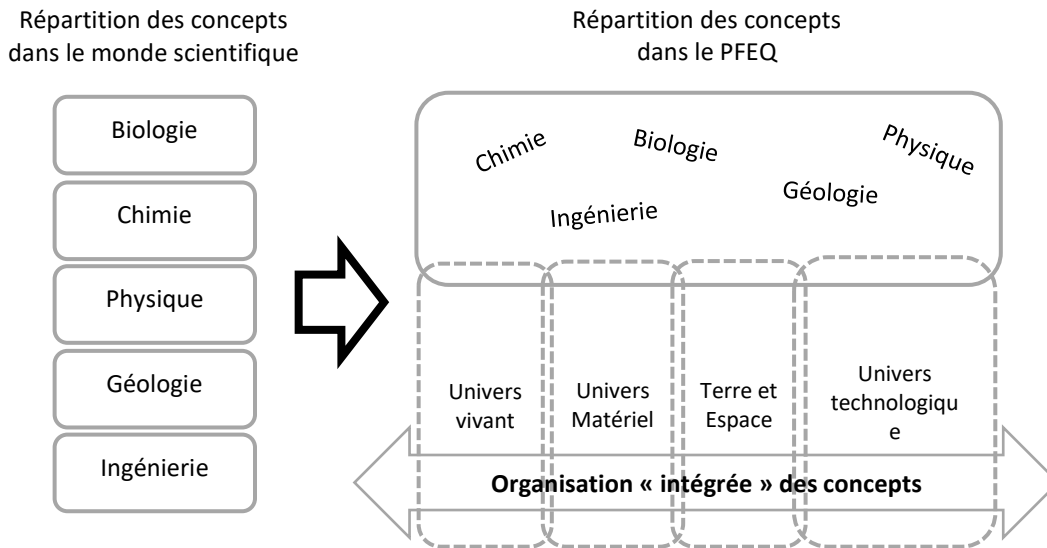 Répartition des concepts
dans le monde scientifique
Biologie
Chimie
Physique
Géologie
Ingénierie
Répartition des concepts
dans le PFEQ
Chimie
Biologie
Physique
Ingénierie
Géologie
Univers
vivant
Univers
Matériel
Terre et
Espace
Univers
technologiqu
e
Organisation « intégrée » des concepts